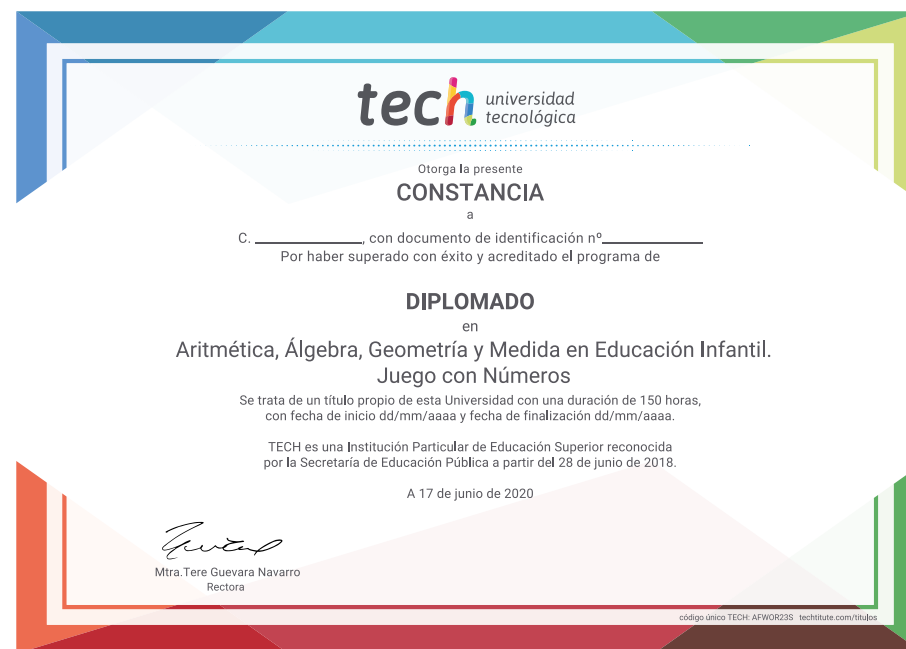 tech universidad
tecnológica
Otorga la presente
CONSTANCIA
a
C. ______________, con documento de identificación nº_____________
Por haber superado con éxito y acreditado el programa de
DIPLOMADO
en
Aritmética, Álgebra, Geometría y Medida en Educación Infantil.
Juego con Números
Se trata de un título propio de esta Universidad con una duración de 150 horas,
con fecha de inicio dd/mm/aaaa y fecha de finalización dd/mm/aaaa.
TECH es una Institución Particular de Educación Superior reconocida
por la Secretaría de Educación Pública a partir del 28 de junio de 2018.
A 17 de junio de 2020
Mtra.Tere Guevara Navarro
Rectora
código único TECH: AFWOR23S techtitute.com/titulos